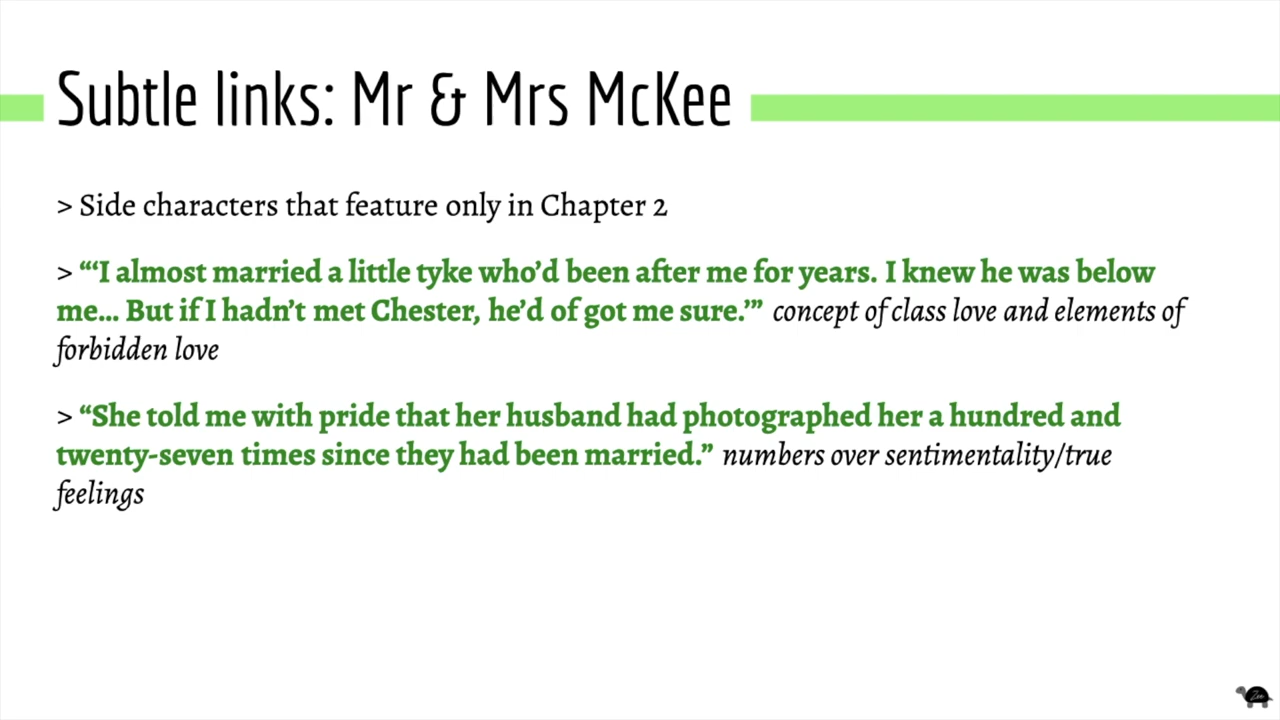 Subtle links: Mr & Mrs McKee
> Side characters that feature only in Chapter 2
> “‘I almost married a little tyke who’d been after me for years. I knew he was below
me... But if I hadn’t met Chester, he’d of got me sure.’” concept of class love and elements of
forbidden love
> “She told me with pride that her husband had photographed her a hundred and
twenty-seven times since they had been married.” numbers over sentimentality/true
feelings
Zoe